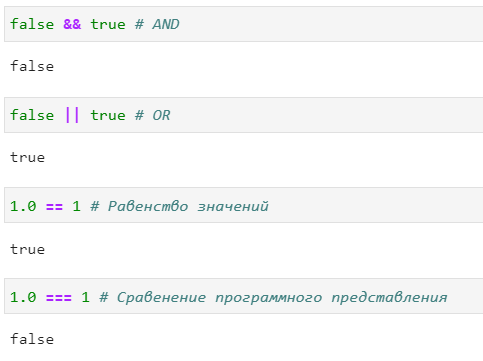 false && true # AND
false
false || true # OR
true
1.0 == 1 # Равенство значений
true
1.0 === 1 # Сравенение программного представления
false